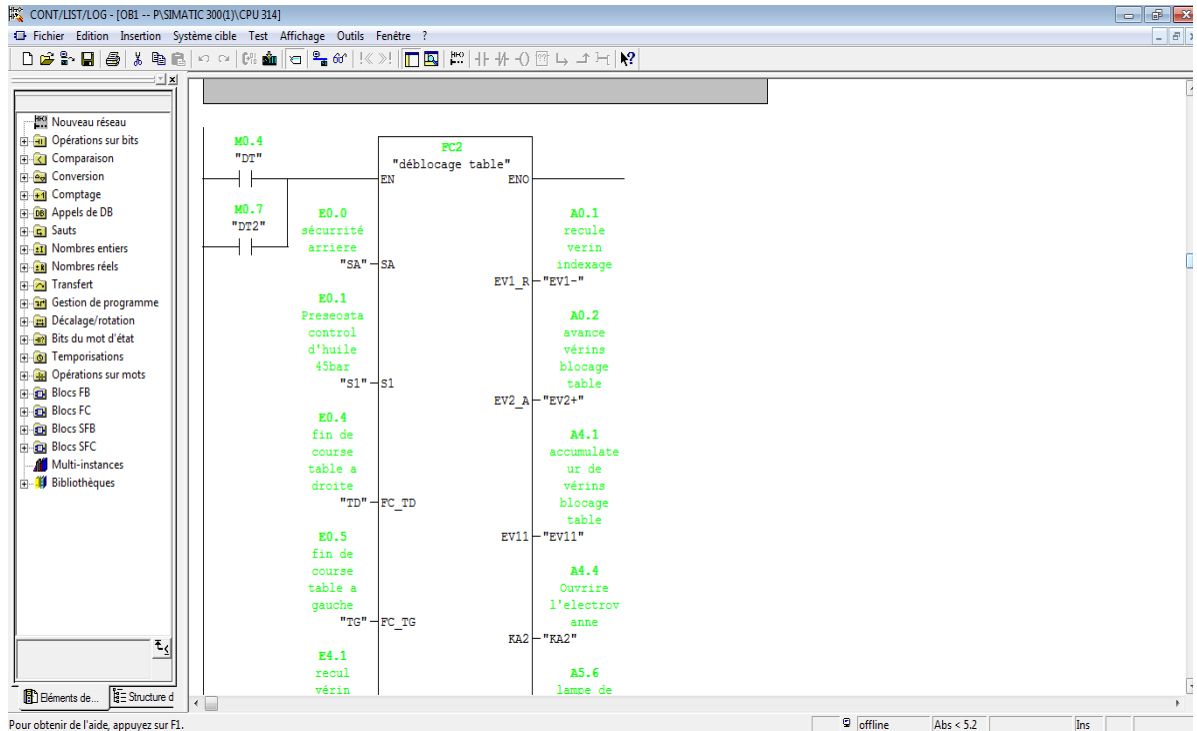 CONT/LIST/LOG - [OB1 -- P\SIMATIC 300(1)\CPU 314]
Fichier Edition Insertion Système cible Test Affichage Outils Fenêtre ?
Nouveau réseau
Opérations sur bits
Comparaison
Conversion
Comptage
Appels de DB
Sauts
Nombres entiers
Nombres réels
Transfert
Gestion de programme
Décalage/rotation
Bits du mot d'état
Temporisations
Opérations sur mots
Blocs FB
Blocs FC
Blocs SFB
Blocs SFC
Multi-instances
Bibliothèques
Eléments de...
Structure d
M0.4
"DT"
M0.7
"DT2"
FC2
"déblocage table"
EN ENO
E0.0
sécurrité
arriere
"SA" SA
E0.1
Preseosta
control
d'huile
45bar
"S1" S1
E0.4
fin de
course
table a
droite
"TD" FC_TD
E0.5
fin de
course
table a
gauche
"TG" FC_TG
E4.1
recul
vérin
A0.1
recule
verin
indexage
EV1_R "EV1-"
A0.2
avance
vérins
blocage
table
EV2_A "EV2+"
A4.1
accumulate
ur de
vérins
blocage
table
EV11 "EV11"
A4.4
Ouvrire
l'electrov
anne
KA2 "KA2"
A5.6
lampe de
Pour obtenir de l'aide, appuyez sur F1.
offline
Abs < 5.2
Ins